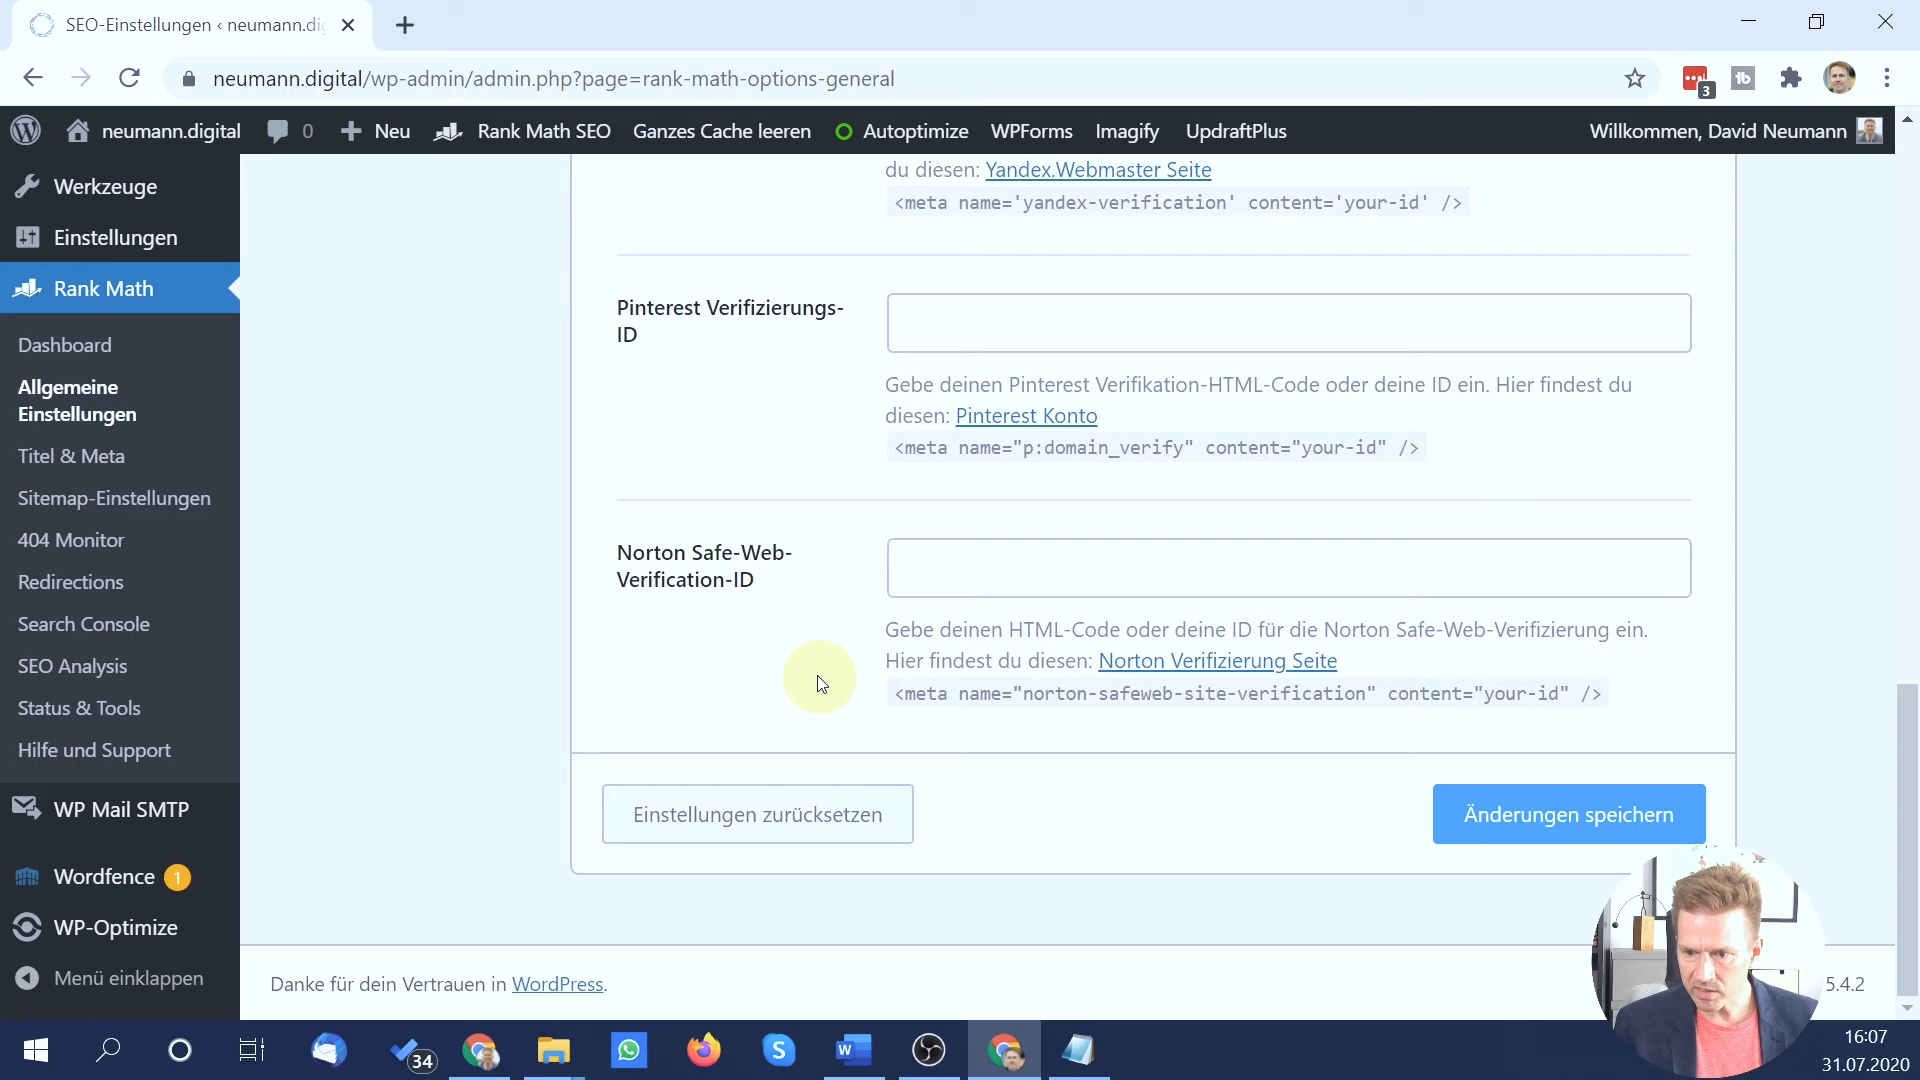 SEO-Einstellungen ‹ neumann.dig
neumann.digital/wp-admin/admin.php?page=rank-math-options-general
3
neumann.digital
0
Neu
Rank Math SEO
Ganzes Cache leeren
Autoptimize
WPForms
Imagify
UpdraftPlus
Willkommen, David Neumann
Werkzeuge
Einstellungen
Rank Math
Dashboard
Allgemeine
Einstellungen
Titel & Meta
Sitemap-Einstellungen
404 Monitor
Redirections
Search Console
SEO Analysis
Status & Tools
Hilfe und Support
WP Mail SMTP
Wordfence 1
WP-Optimize
Menü einklappen
du diesen: Yandex.Webmaster Seite
<meta name='yandex-verification' content='your-id' />
Pinterest Verifizierungs-
ID
Gebe deinen Pinterest Verifikation-HTML-Code oder deine ID ein. Hier findest du
diesen: Pinterest Konto
<meta name="p:domain_verify" content="your-id" />
Norton Safe-Web-
Verification-ID
Gebe deinen HTML-Code oder deine ID für die Norton Safe-Web-Verifizierung ein.
Hier findest du diesen: Norton Verifizierung Seite
<meta name="norton-safeweb-site-verification" content="your-id" />
Einstellungen zurücksetzen
Änderungen speichern
Danke für dein Vertrauen in WordPress.
5.4.2
34
16:07
31.07.2020